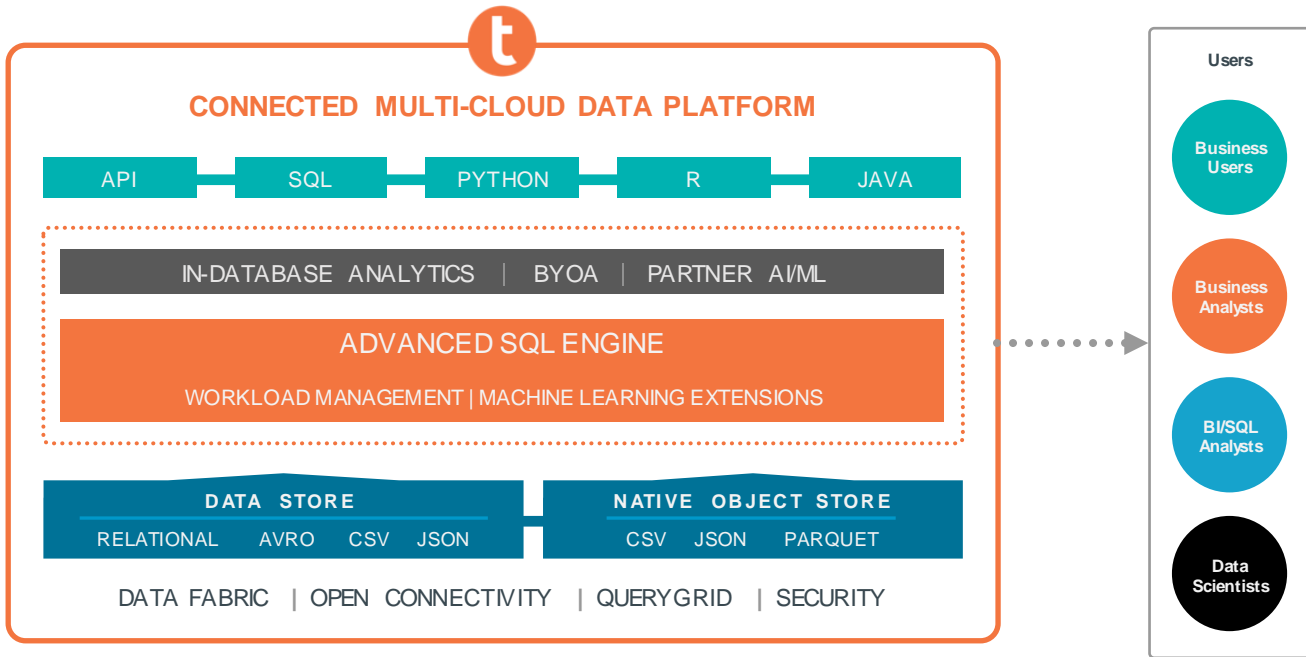 t
CONNECTED MULTI-CLOUD DATA PLATFORM
API SQL PYTHON R JAVA
IN-DATABASE ANALYTICS | BYOA | PARTNER AI/ML
ADVANCED SQL ENGINE
WORKLOAD MANAGEMENT | MACHINE LEARNING EXTENSIONS
DATA STORE
RELATIONAL AVRO CSV JSON
NATIVE OBJECT STORE
CSV JSON PARQUET
DATA FABRIC | OPEN CONNECTIVITY | QUERYGRID | SECURITY
Users
Business
Users
Business
Analysts
BI/SQL
Analysts
Data
Scientists